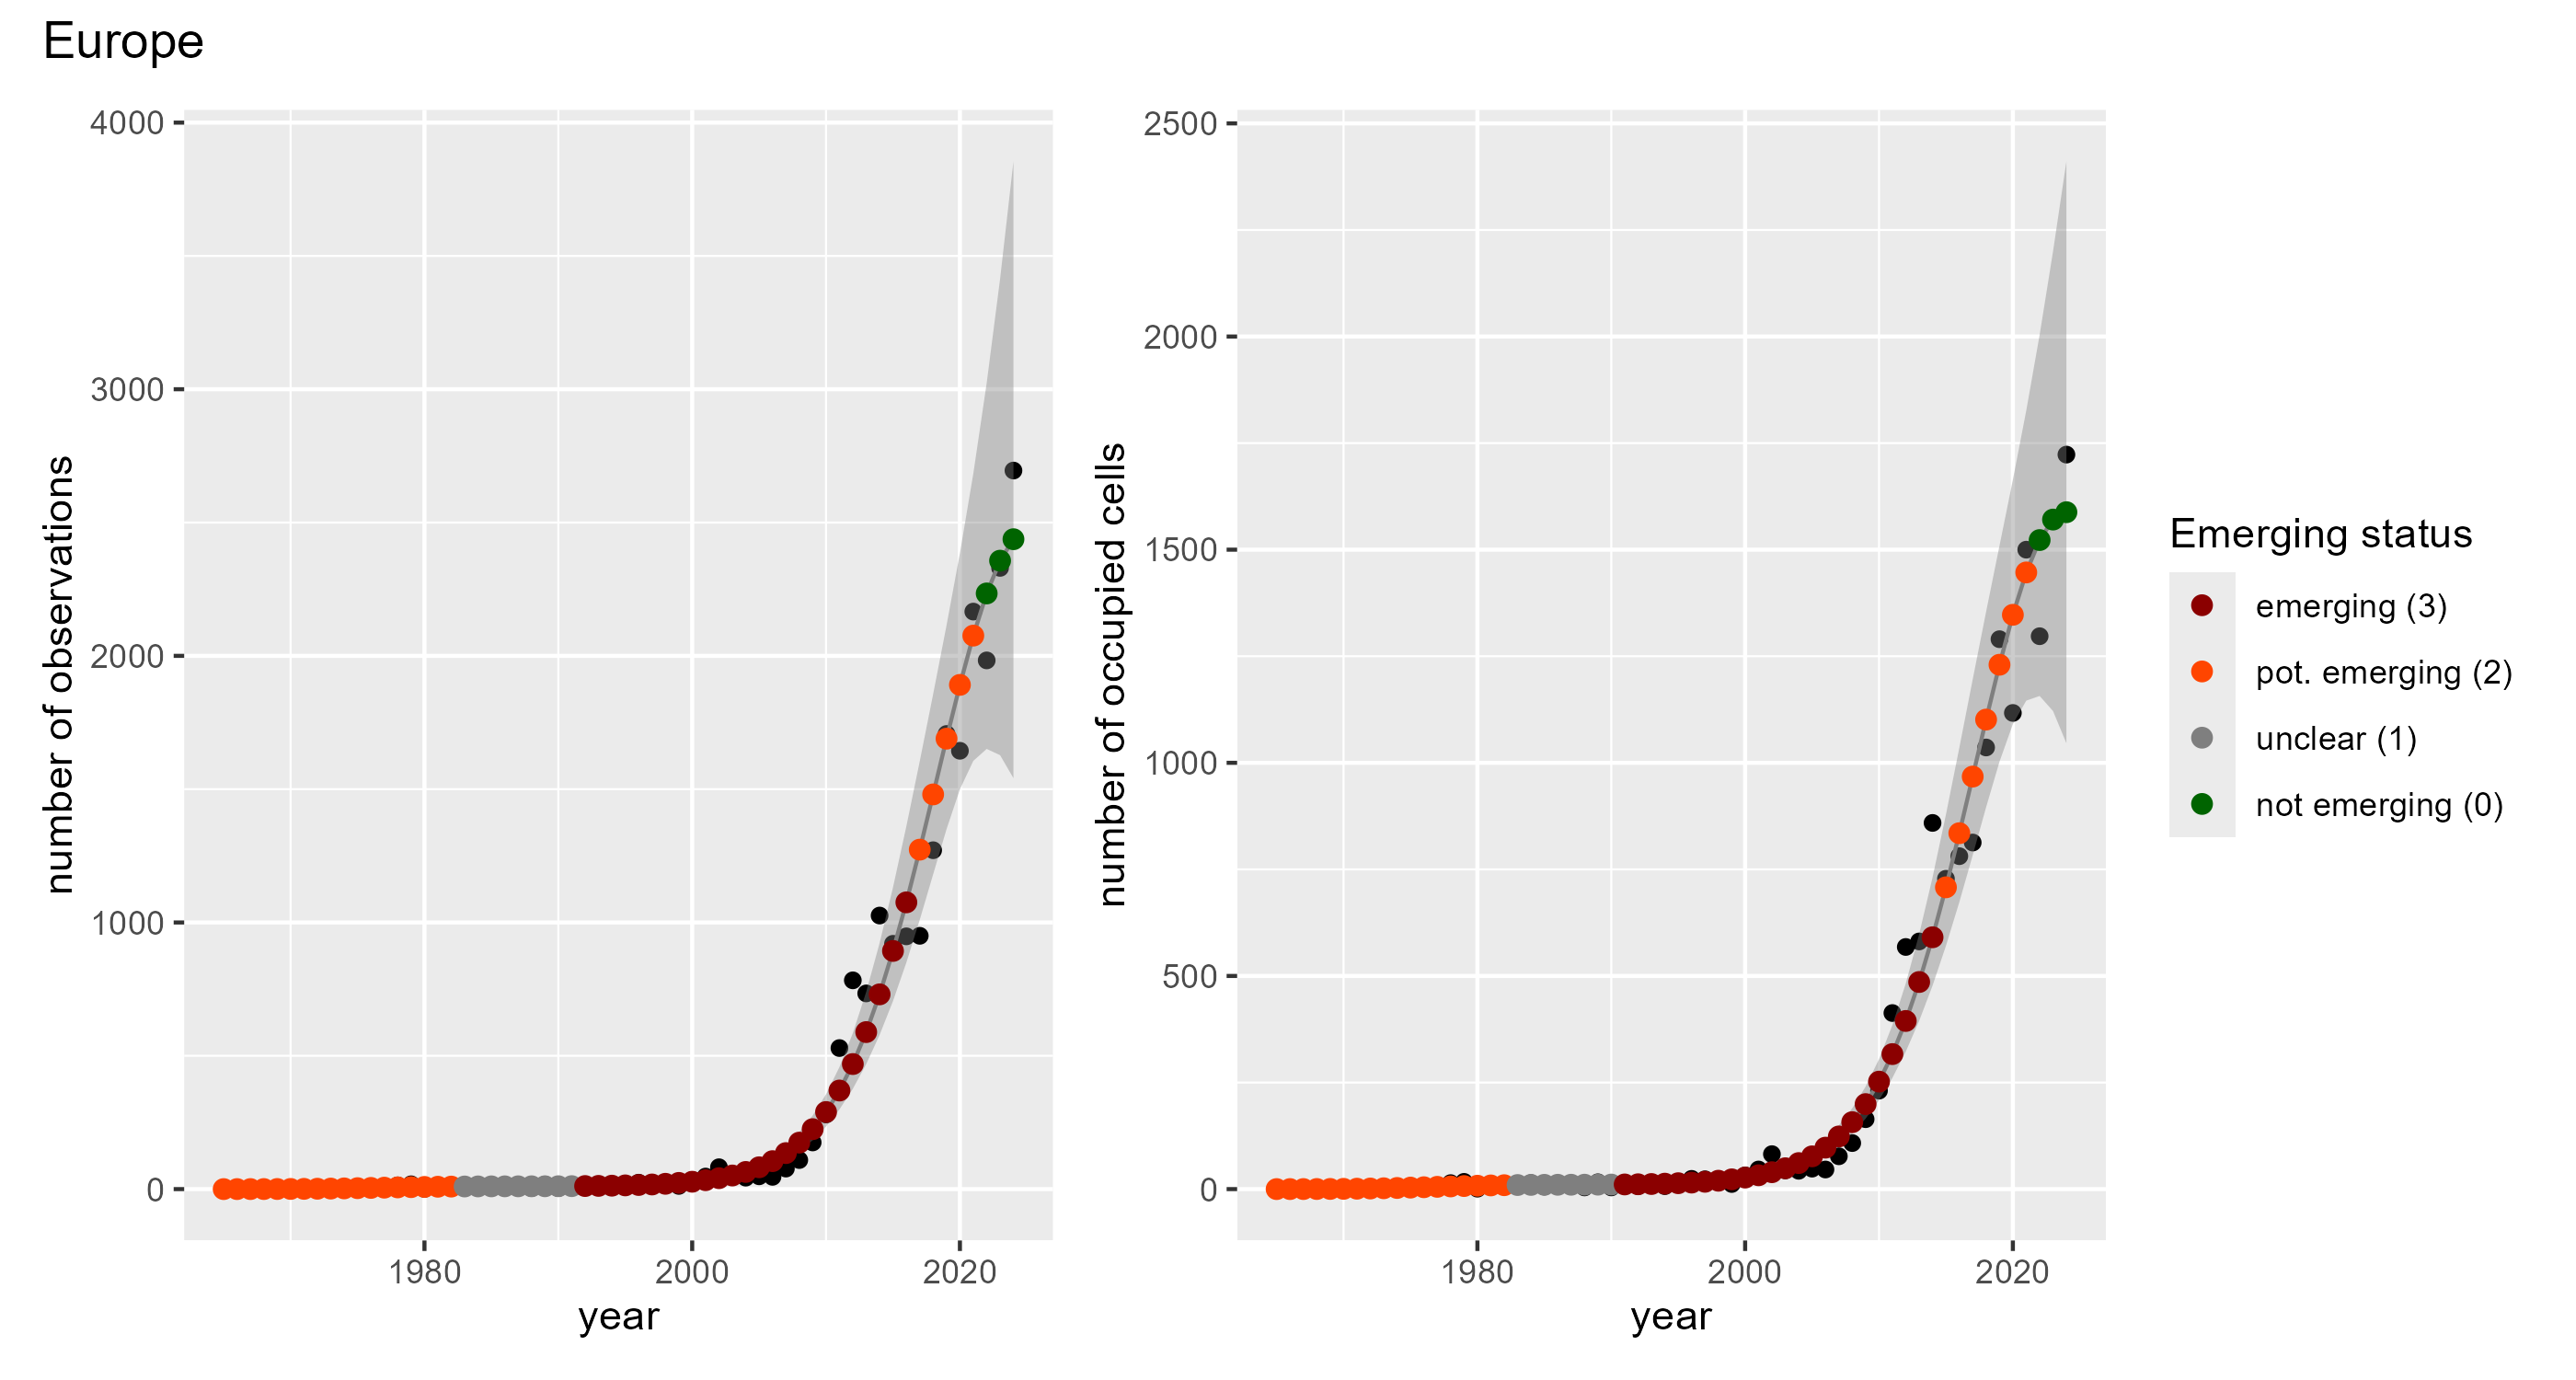 Europe
4000
3000
2000
1000
0
number of observations
1980
2000
2020
year
2500
2000
1500
1000
500
0
number of occupied cells
1980
2000
2020
year
Emerging status
emerging (3)
pot. emerging (2)
unclear (1)
not emerging (0)